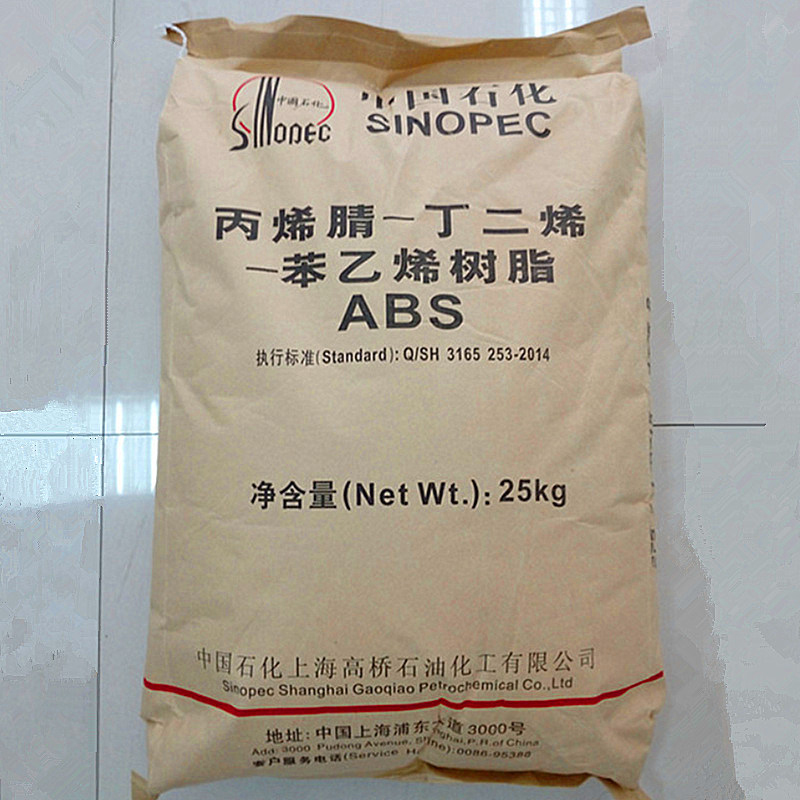 中国石化
SINOPEC
中国石化
SINOPEC
丙烯腈－丁二烯
－苯乙烯树脂
ABS
执行标准(Standard): Q/SH 3165 253-2014
净含量(Net Wt.): 25kg
中国石化上海高桥石油化工有限公司
Sinopec Shanghai Gaoqiao Petrochemical Co.,Ltd
地址: 中国上海浦东大道 3000号
Add: 3000 Pudong Avenue, Shanghai,P.R.of China
客户服务电话(Service Hotline):0086-95388